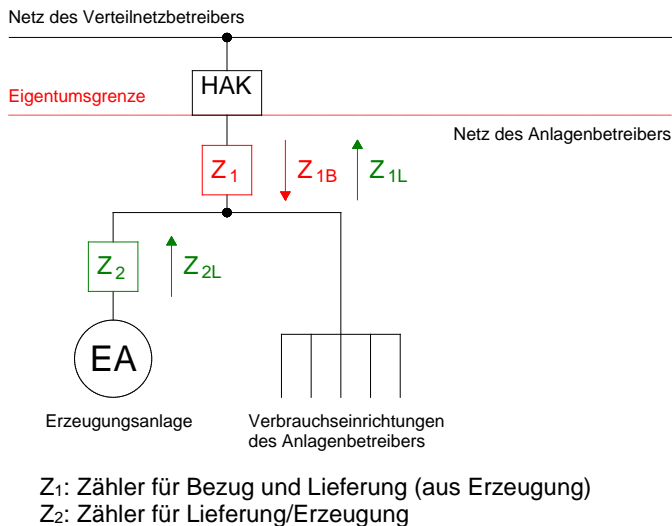 Netz des Verteilnetzbetreibers
HAK
Eigentumsgrenze
Netz des Anlagenbetreibers
Z1
Z1B
Z1L
Z2
Z2L
EA
Erzeugungsanlage
Verbrauchseinrichtungen
des Anlagenbetreibers
Z1: Zähler für Bezug und Lieferung (aus Erzeugung)
Z2: Zähler für Lieferung/Erzeugung